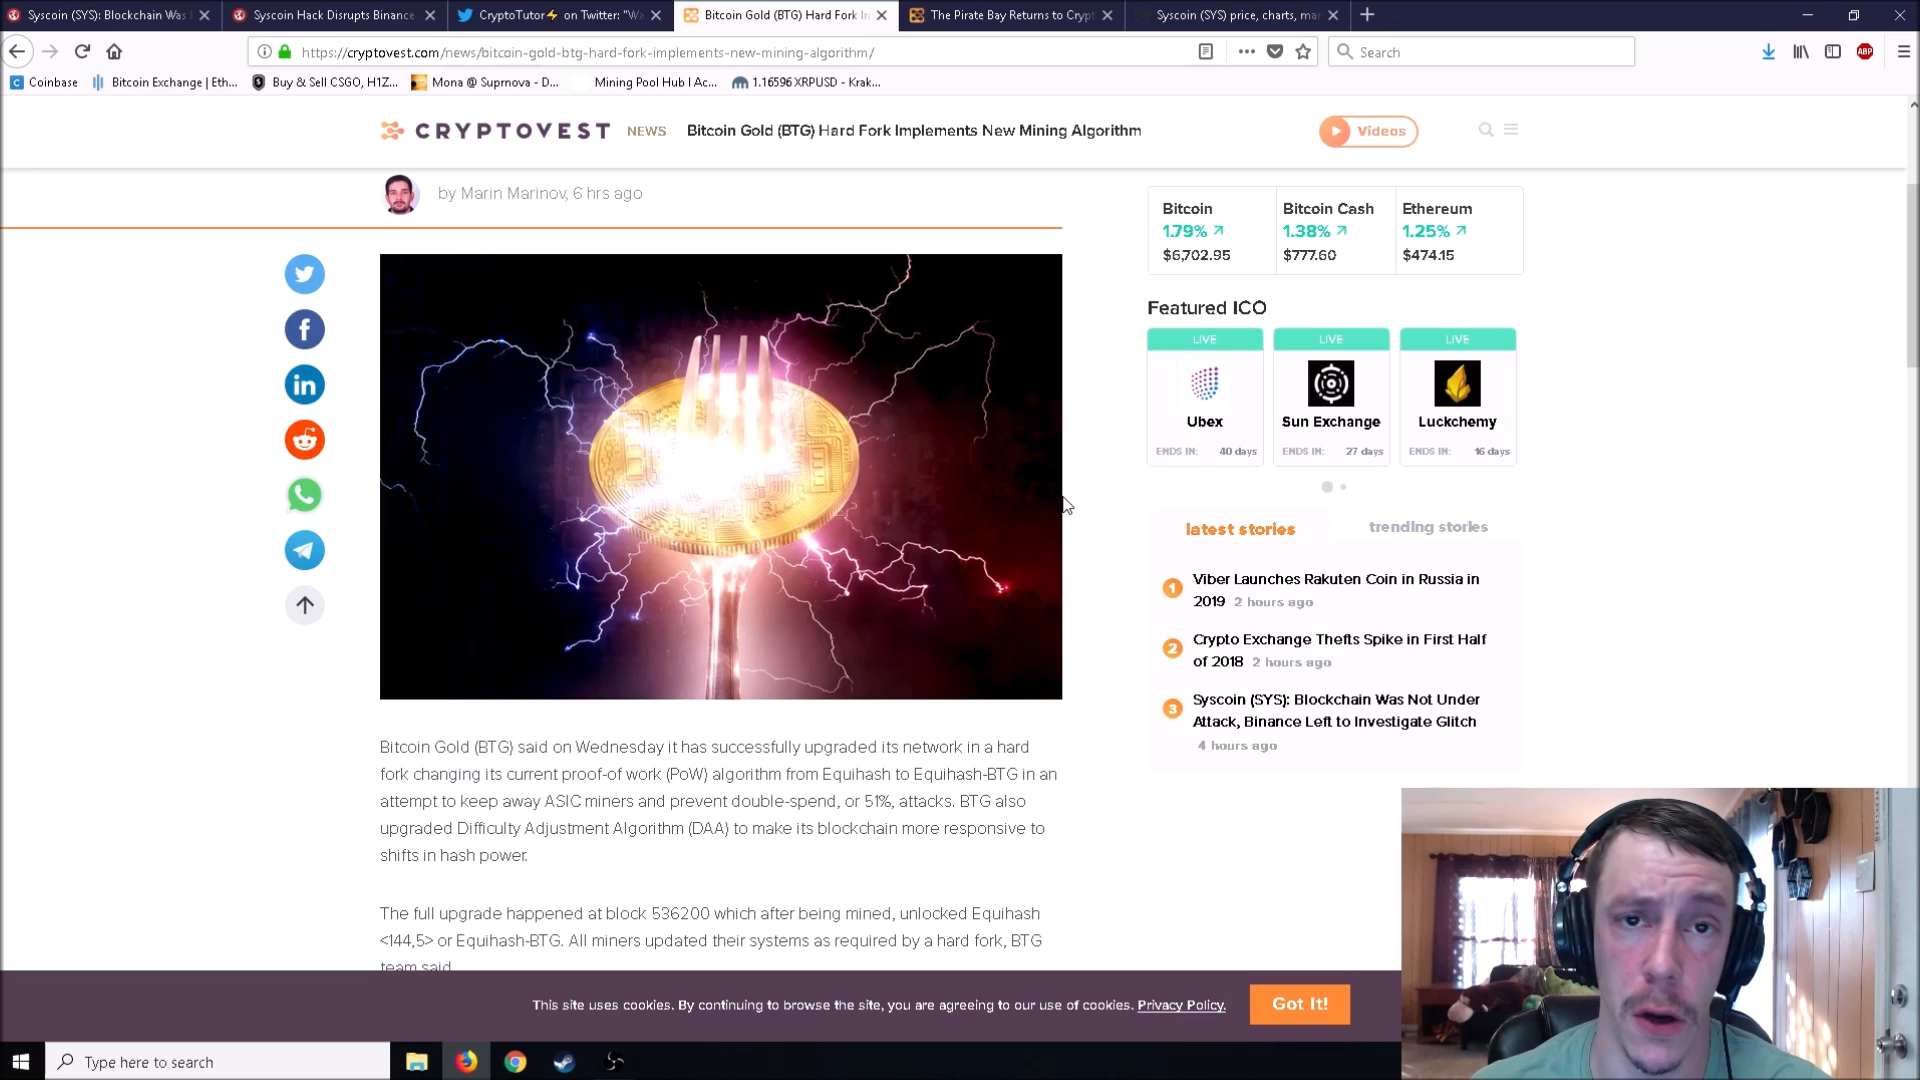 Syscoin (SYS): Blockchain Was
Syscoin Hack Disrupts Binance
CryptoTutor⚡ on Twitter: "Wa
Bitcoin Gold (BTG) Hard Fork In
The Pirate Bay Returns to Crypt
Syscoin (SYS) price, charts, ma
https://cryptovest.com/news/bitcoin-gold-btg-hard-fork-implements-new-mining-algorithm/
Search
ABP
Coinbase
Bitcoin Exchange | Eth...
Buy & Sell CSGO, H1Z...
Mona @ Suprnova - D...
Mining Pool Hub | Ac...
1.16596 XRPUSD - Krak...
CRYPTOVEST
NEWS
Bitcoin Gold (BTG) Hard Fork Implements New Mining Algorithm
Videos
by Marin Marinov, 6 hrs ago
Bitcoin
1.79%
$6,702.95
Bitcoin Cash
1.38%
$777.60
Ethereum
1.25%
$474.15
Featured ICO
LIVE
Ubex
ENDS IN: 40 days
LIVE
Sun Exchange
ENDS IN: 27 days
LIVE
Luckchemy
ENDS IN: 16 days
latest stories
trending stories
1
Viber Launches Rakuten Coin in Russia in
2019 2 hours ago
2
Crypto Exchange Thefts Spike in First Half
of 2018 2 hours ago
3
Syscoin (SYS): Blockchain Was Not Under
Attack, Binance Left to Investigate Glitch
4 hours ago
Bitcoin Gold (BTG) said on Wednesday it has successfully upgraded its network in a hard
fork changing its current proof-of work (PoW) algorithm from Equihash to Equihash-BTG in an
attempt to keep away ASIC miners and prevent double-spend, or 51%, attacks. BTG also
upgraded Difficulty Adjustment Algorithm (DAA) to make its blockchain more responsive to
shifts in hash power.
The full upgrade happened at block 536200 which after being mined, unlocked Equihash
<144,5> or Equihash-BTG. All miners updated their systems as required by a hard fork, BTG
team said.
This site uses cookies. By continuing to browse the site, you are agreeing to our use of cookies. Privacy Policy.
Got It!
Type here to search